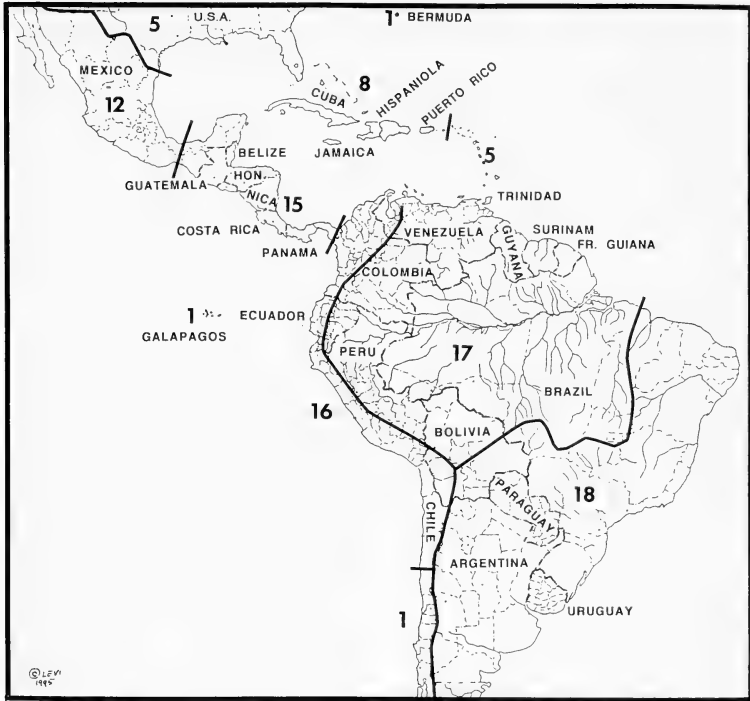 5
U.S.A.
1
BERMUDA
MEXICO
12
8
CUBA
HISPANIOLA
PUERTO RICO
BELIZE
JAMAICA
5
GUATEMALA
HON.
NICA
15
TRINIDAD
COSTA RICA
PANAMA
VENEZUELA
GUYANA
SURINAM
FR. GUIANA
COLOMBIA
1
GALAPAGOS
ECUADOR
PERU
17
BRAZIL
16
BOLIVIA
PARAGUAY
18
CHILE
ARGENTINA
1
URUGUAY
© LEVI
1995